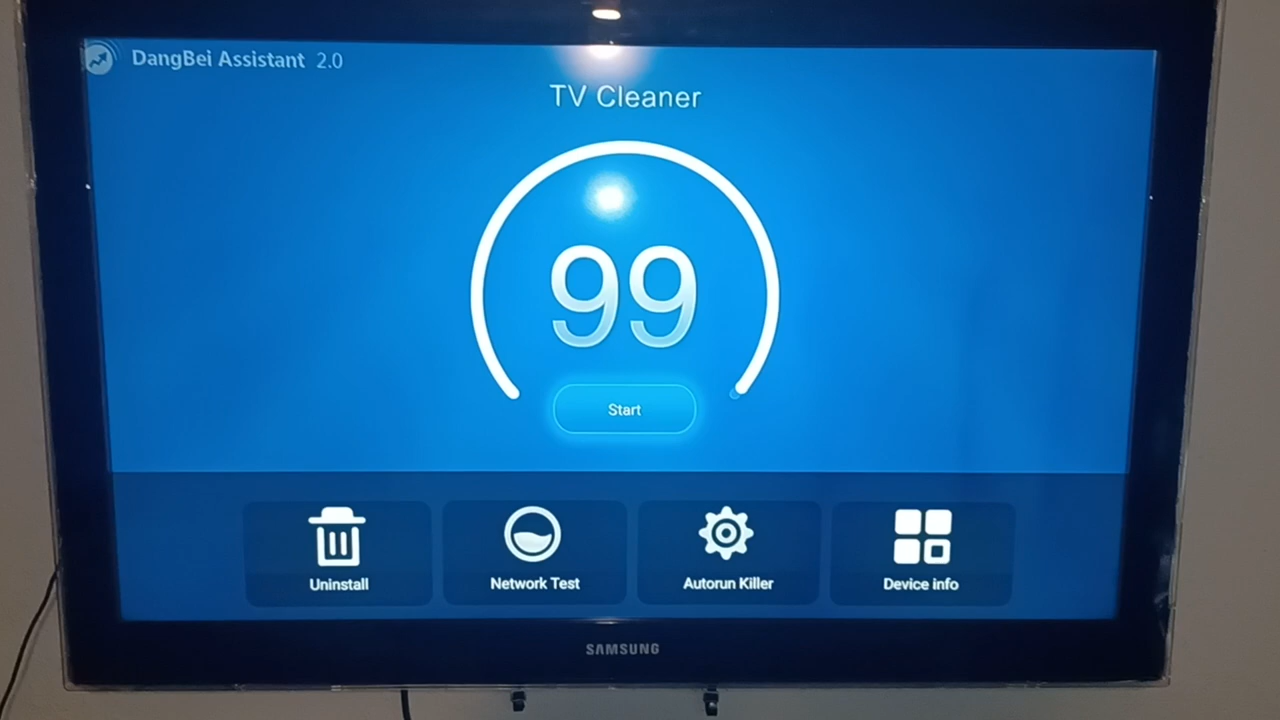 DangBei Assistant 2.0
TV Cleaner
99
Start
Uninstall
Network Test
Autorun Killer
Device info
SAMSUNG